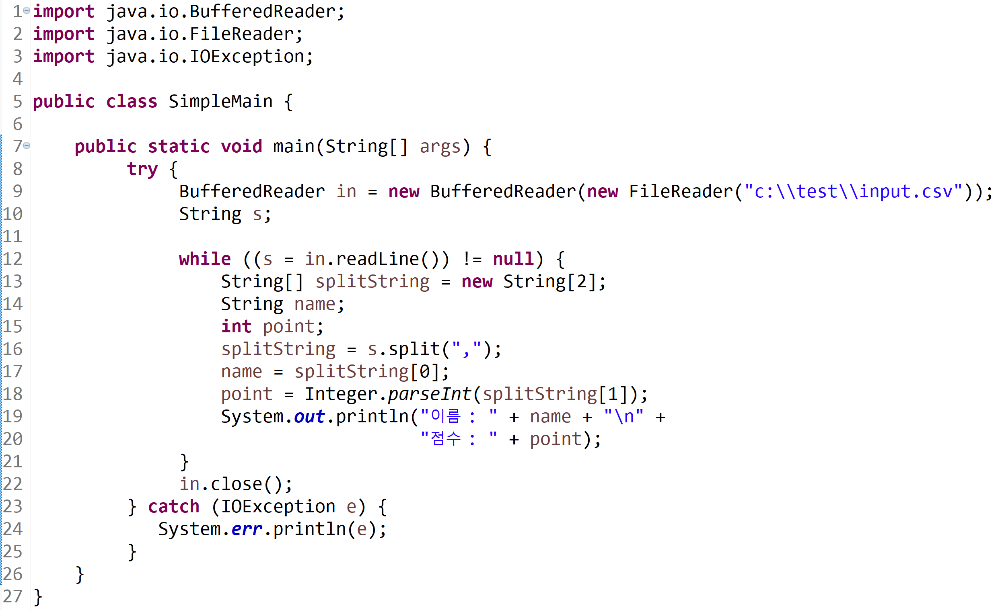 1 import java.io.BufferedReader;
2 import java.io.FileReader;
3 import java.io.IOException;
4
5 public class SimpleMain {
6
7     public static void main(String[] args) {
8          try {
9               BufferedReader in = new BufferedReader(new FileReader("c:\\test\\input.csv"));
10               String s;
11
12               while ((s = in.readLine()) != null) {
13                   String[] splitString = new String[2];
14                   String name;
15                   int point;
16                   splitString = s.split(",");
17                   name = splitString[0];
18                   point = Integer.parseInt(splitString[1]);
19                   System.out.println("이름 : " + name + "\n" +
20                                      "점수 : " + point);
21               }
22               in.close();
23          } catch (IOException e) {
24             System.err.println(e);
25          }
26     }
27 }